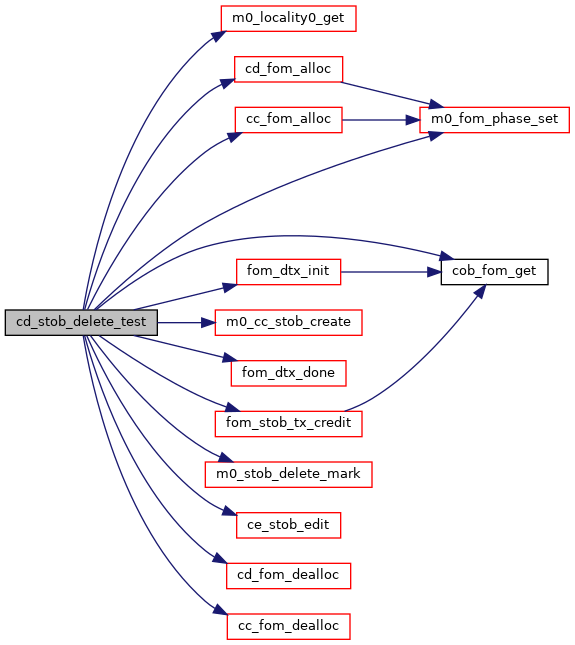 m0_locality0_get
cd_fom_alloc
cc_fom_alloc
m0_fom_phase_set
fom_dtx_init
cob_fom_get
cd_stob_delete_test
m0_cc_stob_create
fom_dtx_done
fom_stob_tx_credit
m0_stob_delete_mark
ce_stob_edit
cd_fom_dealloc
cc_fom_dealloc